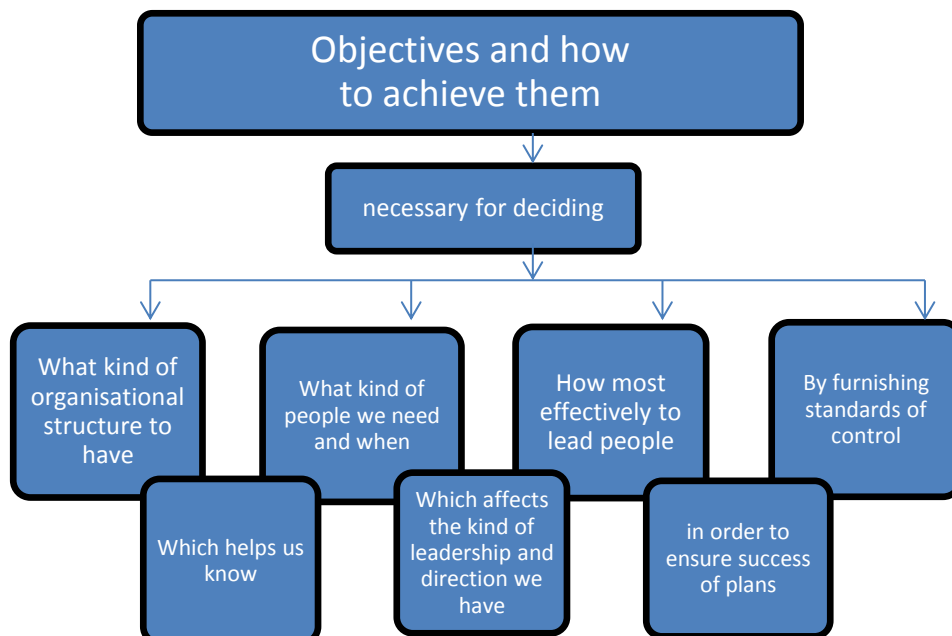 Objectives and how
to achieve them
necessary for deciding
What kind of
organisational
structure to
have
Which helps us
know
What kind of
people we need
and when
Which affects
the kind of
leadership and
direction we
have
How most
effectively to
lead people
in order to
ensure success
of plans
By furnishing
standards of
control